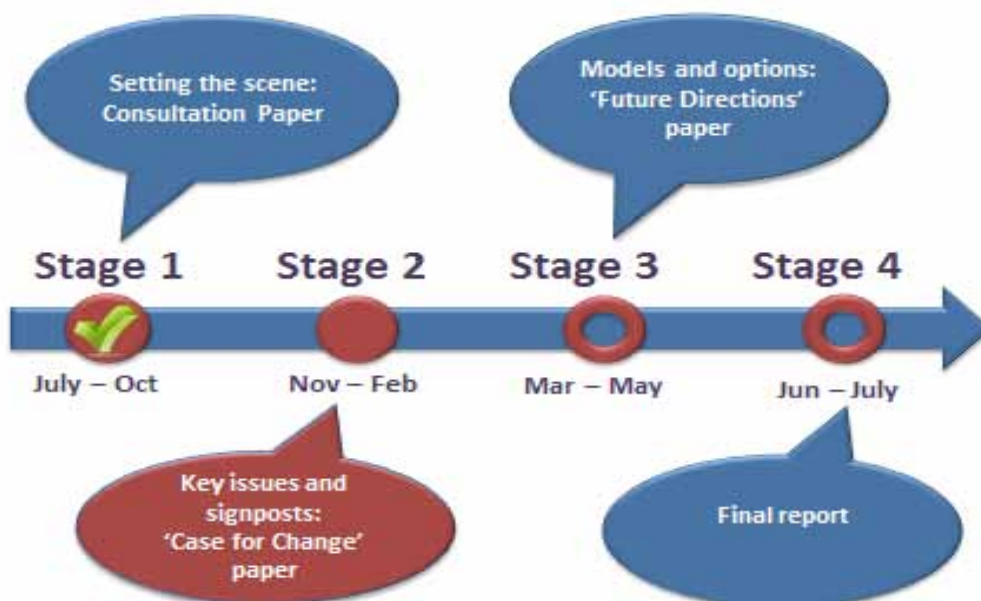 Setting the scene:
Consultation Paper
Models and options:
‘Future Directions’
paper
Stage 1
Stage 2
Stage 3
Stage 4
July – Oct
Nov – Feb
Mar – May
Jun – July
Key issues and
signposts:
‘Case for Change’
paper
Final report